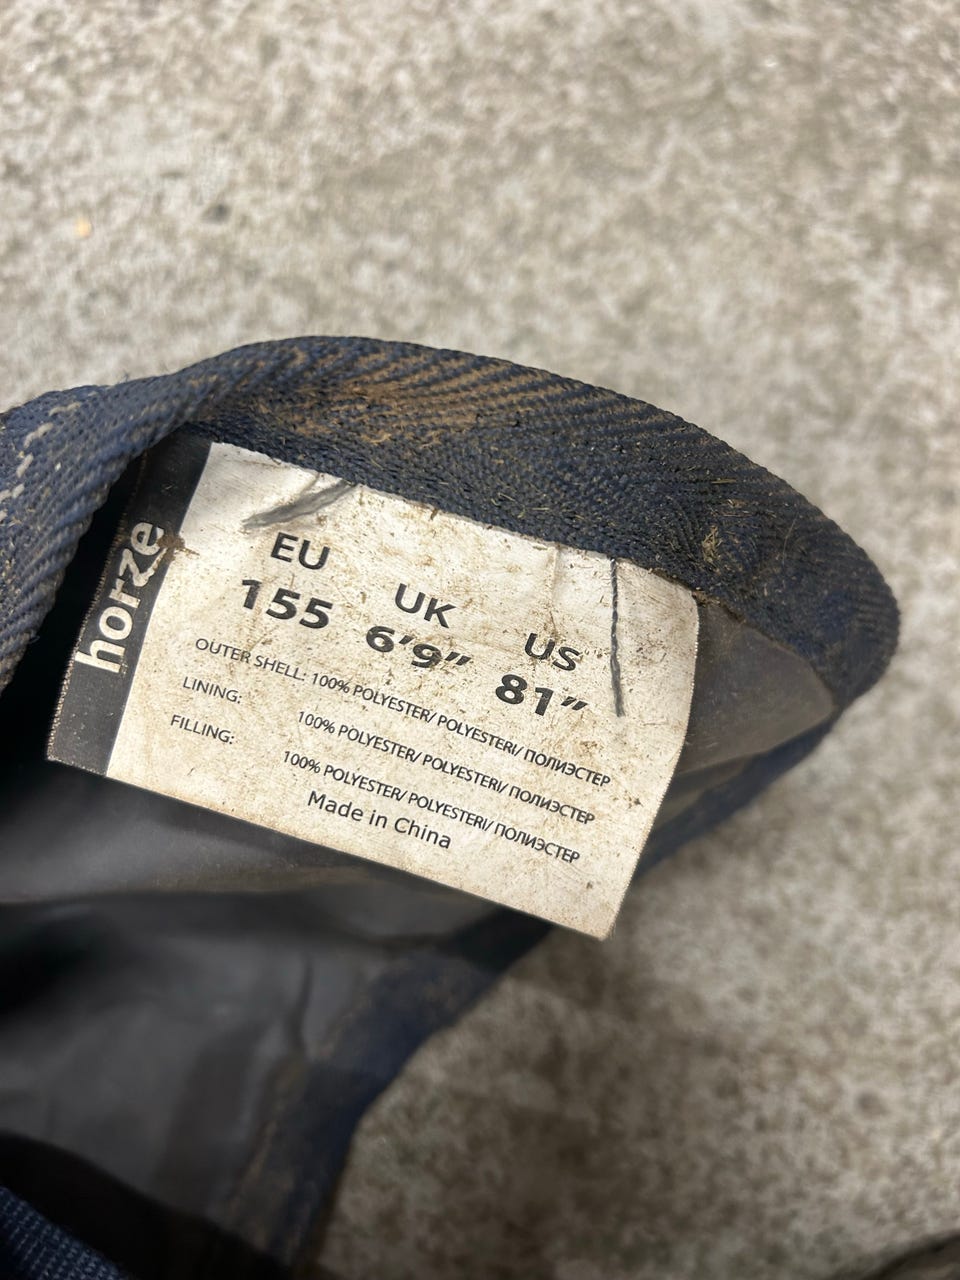 horze
EU UK US
155 6'9" 81"
OUTER SHELL: 100% POLYESTER/ POLYESTERI/ ПОЛИЭСТЕР
LINING: 100% POLYESTER/ POLYESTERI/ ПОЛИЭСТЕР
FILLING: 100% POLYESTER/ POLYESTERI/ ПОЛИЭСТЕР
Made in China